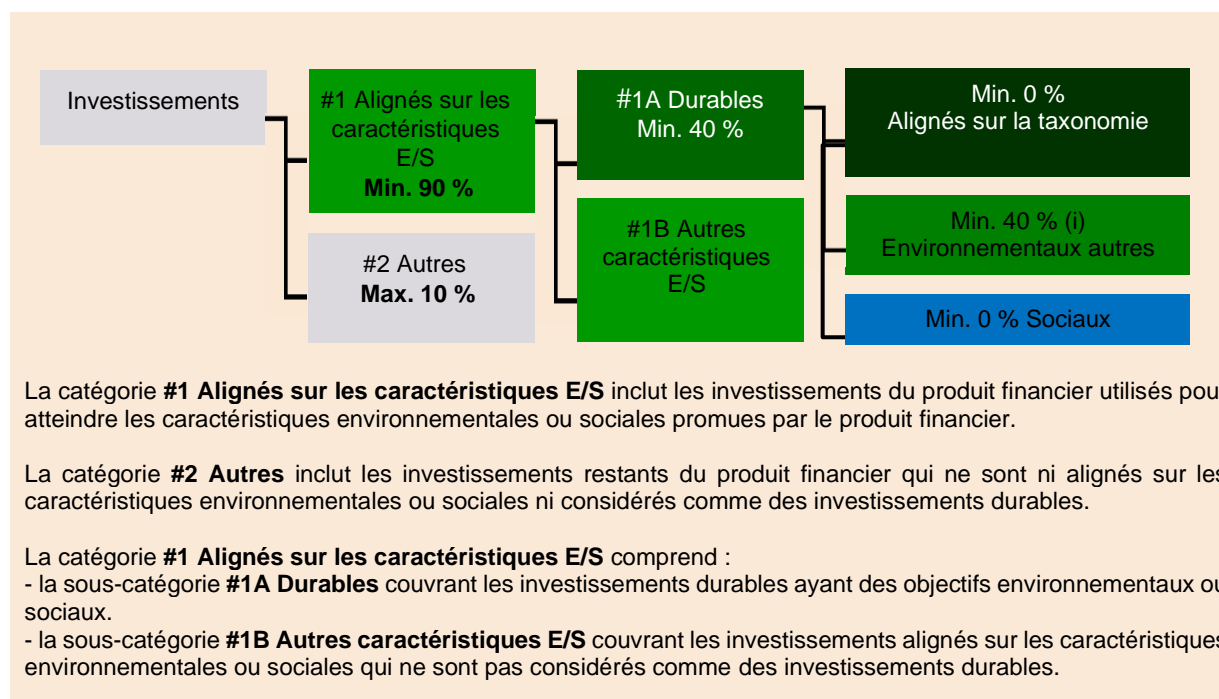 Investissements
#1 Alignés sur les
caractéristiques
E/S
Min. 90 %
#2 Autres
Max. 10 %
#1A Durables
Min. 40 %
#1B Autres
caractéristiques
E/S
Min. 0 %
Alignés sur la taxonomie
Min. 40 % (i)
Environnementaux autres
Min. 0 % Sociaux
La catégorie #1 Alignés sur les caractéristiques E/S inclut les investissements du produit financier utilisés pou
atteindre les caractéristiques environnementales ou sociales promues par le produit financier.
La catégorie #2 Autres inclut les investissements restants du produit financier qui ne sont ni alignés sur les
caractéristiques environnementales ou sociales ni considérés comme des investissements durables.
La catégorie #1 Alignés sur les caractéristiques E/S comprend :
- la sous-catégorie #1A Durables couvrant les investissements durables ayant des objectifs environnementaux ou
sociaux.
- la sous-catégorie #1B Autres caractéristiques E/S couvrant les investissements alignés sur les caractéristiques
environnementales ou sociales qui ne sont pas considérés comme des investissements durables.